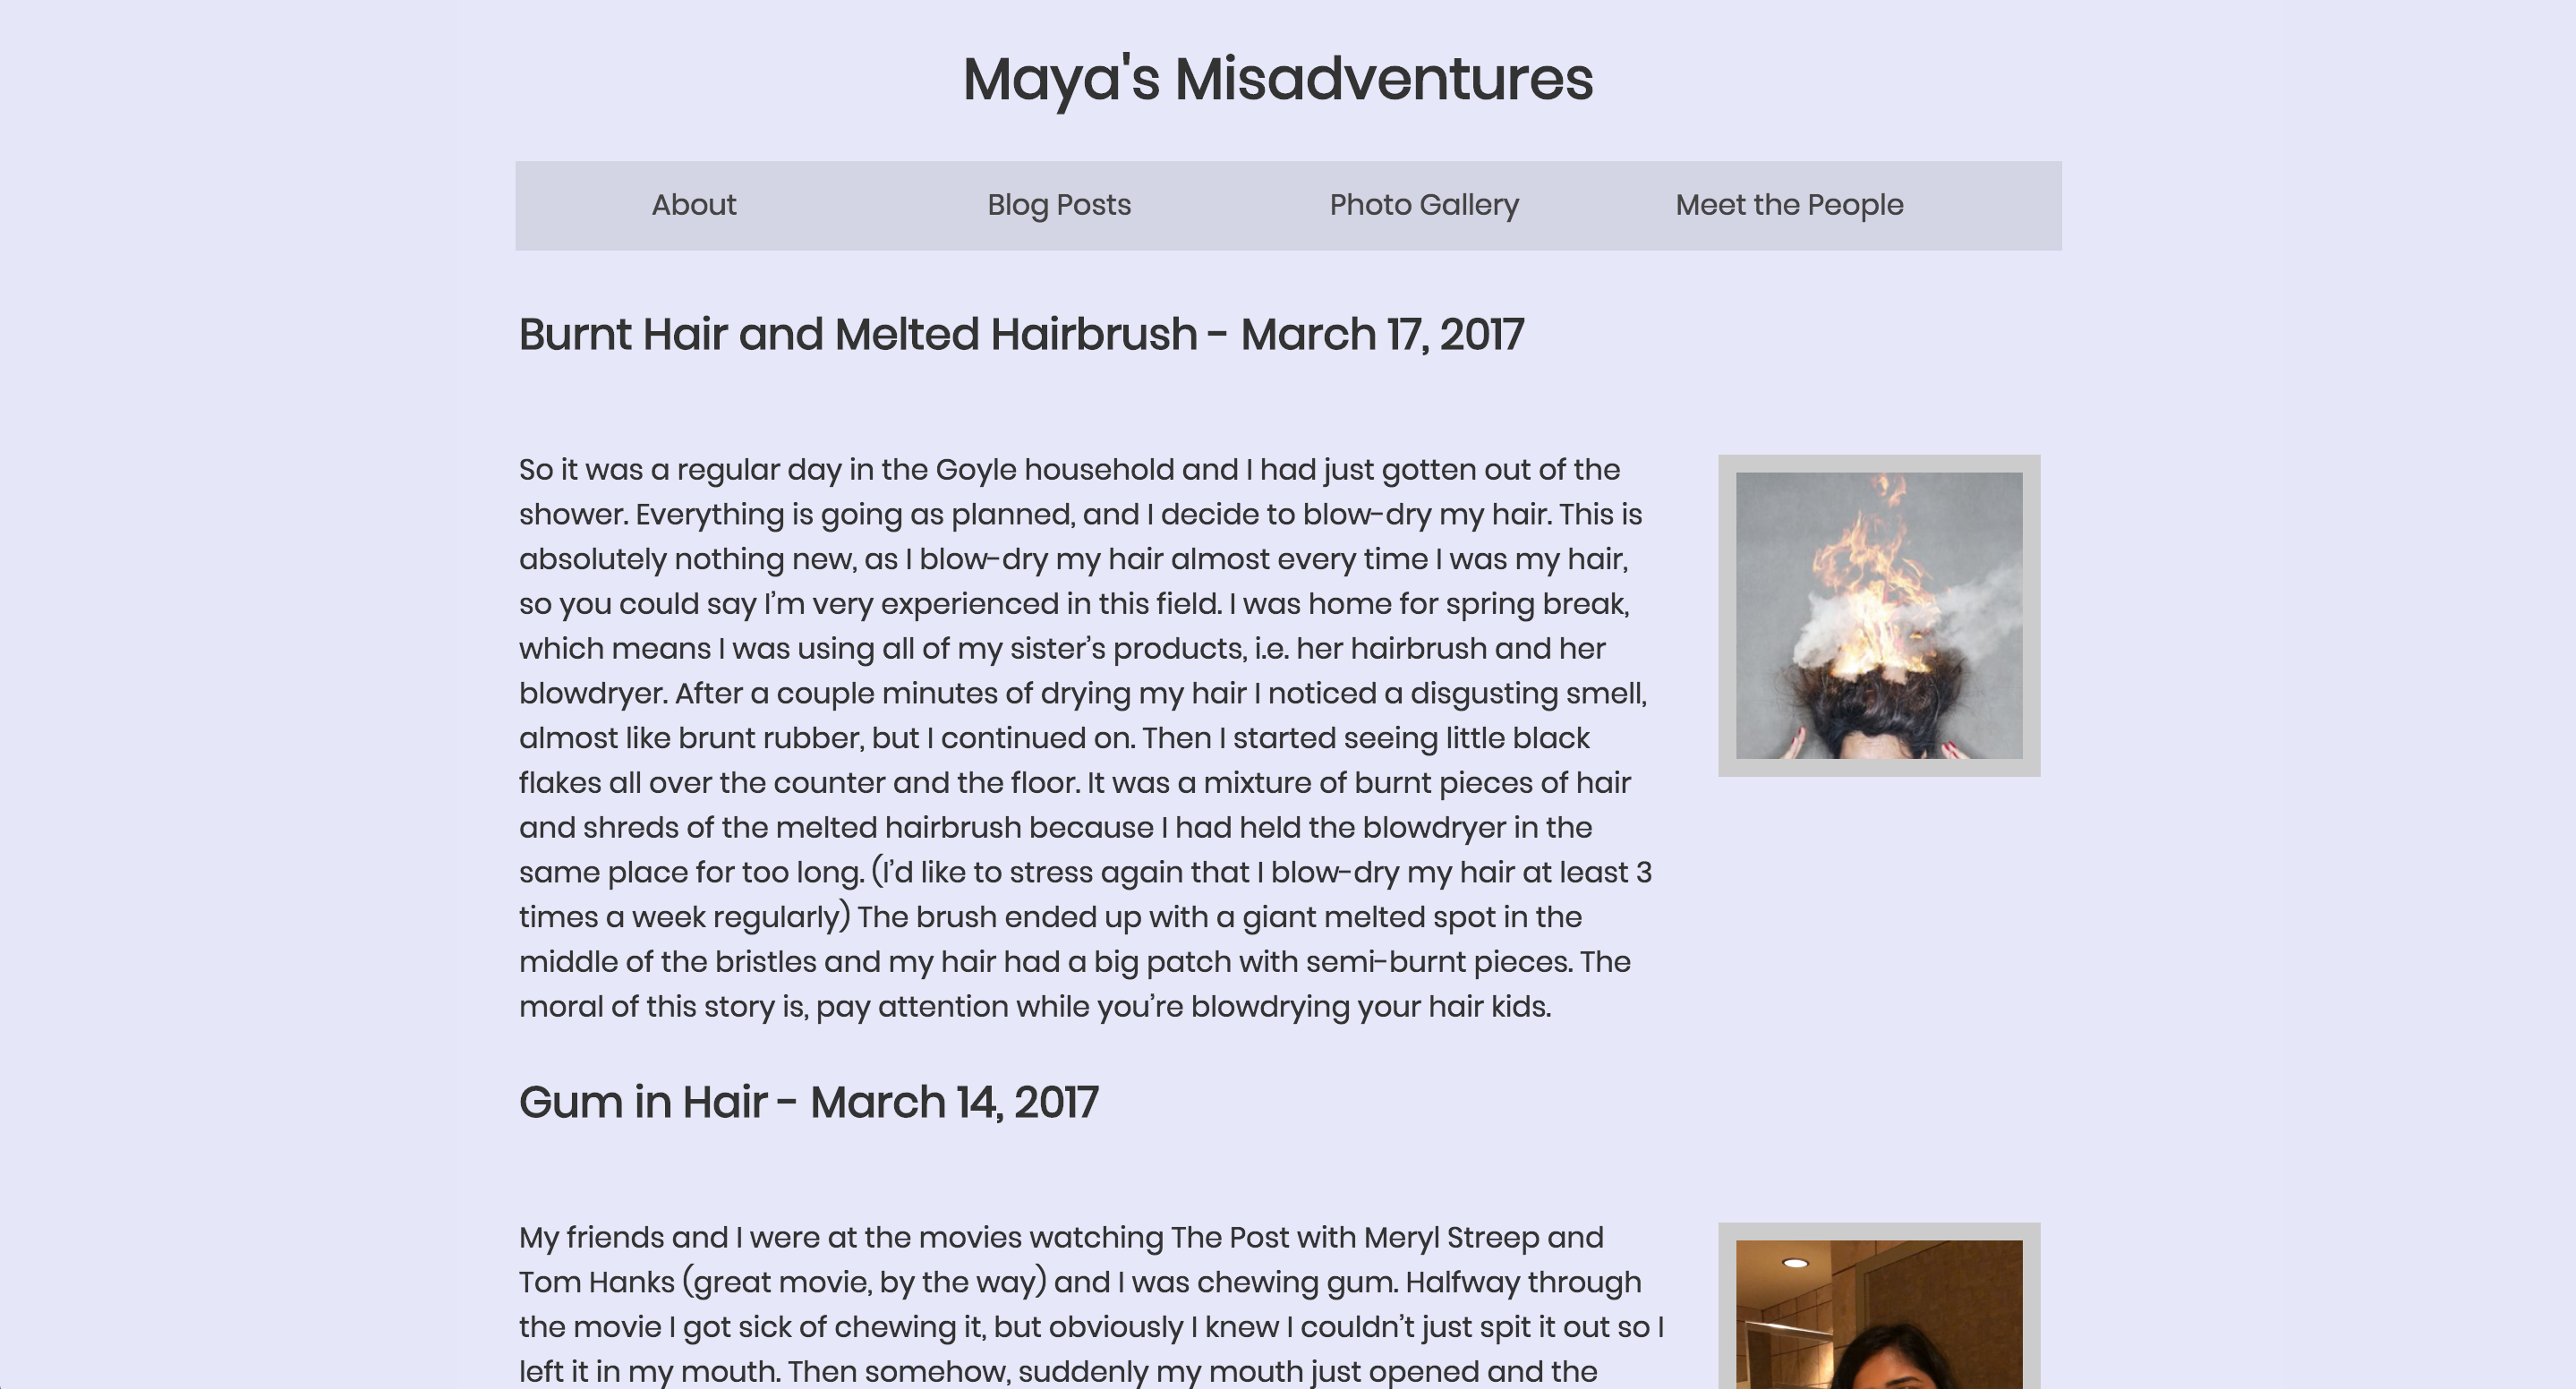 Maya's Misadventures
About
Blog Posts
Photo Gallery
Meet the People
Burnt Hair and Melted Hairbrush - March 17, 2017
So it was a regular day in the Goyle household and I had just gotten out of the
shower. Everything is going as planned, and I decide to blow-dry my hair. This is
absolutely nothing new, as I blow-dry my hair almost every time I was my hair,
so you could say I’m very experienced in this field. I was home for spring break,
which means I was using all of my sister’s products, i.e. her hairbrush and her
blowdryer. After a couple minutes of drying my hair I noticed a disgusting smell,
almost like brunt rubber, but I continued on. Then I started seeing little black
flakes all over the counter and the floor. It was a mixture of burnt pieces of hair
and shreds of the melted hairbrush because I had held the blowdryer in the
same place for too long. (I’d like to stress again that I blow-dry my hair at least 3
times a week regularly) The brush ended up with a giant melted spot in the
middle of the bristles and my hair had a big patch with semi-burnt pieces. The
moral of this story is, pay attention while you’re blowdrying your hair kids.
Gum in Hair - March 14, 2017
My friends and I were at the movies watching The Post with Meryl Streep and
Tom Hanks (great movie, by the way) and I was chewing gum. Halfway through
the movie I got sick of chewing it, but obviously I knew I couldn’t just spit it out so I
left it in my mouth. Then somehow, suddenly my mouth just opened and the